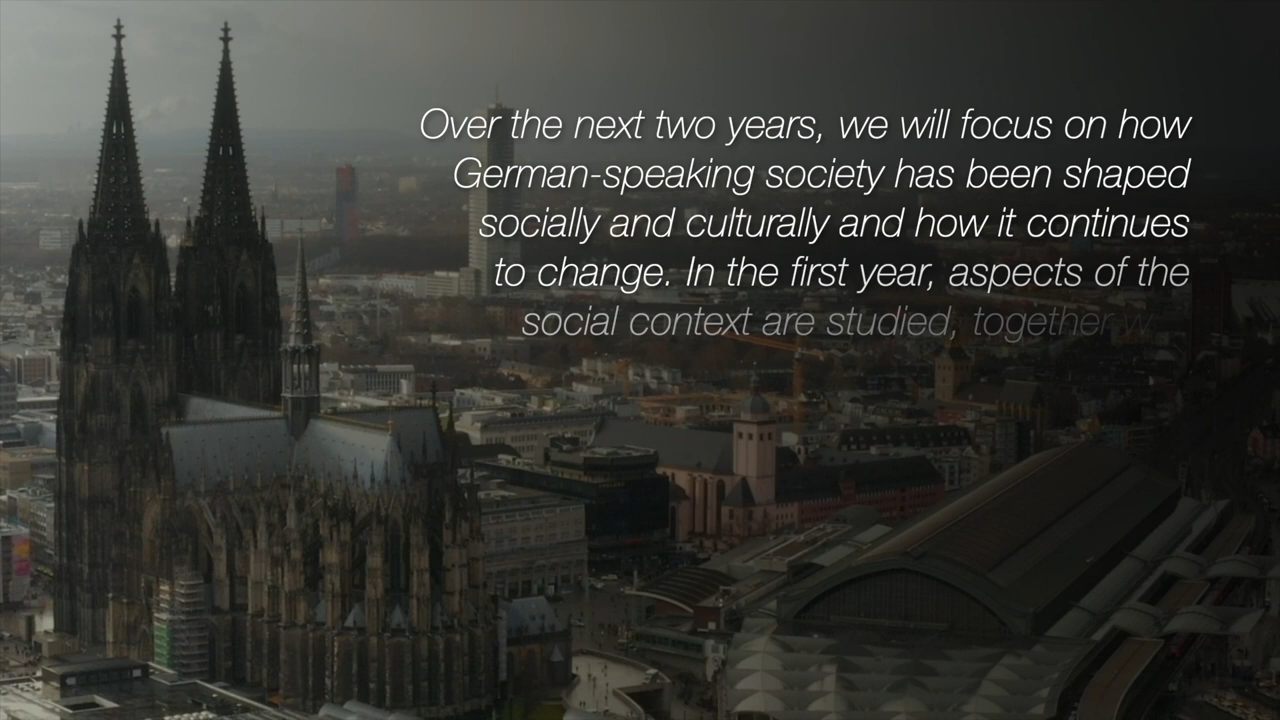 Over the next two years, we will focus on how
German-speaking society has been shaped
socially and culturally and how it continues
to change. In the first year, aspects of the
social context are studied, together w